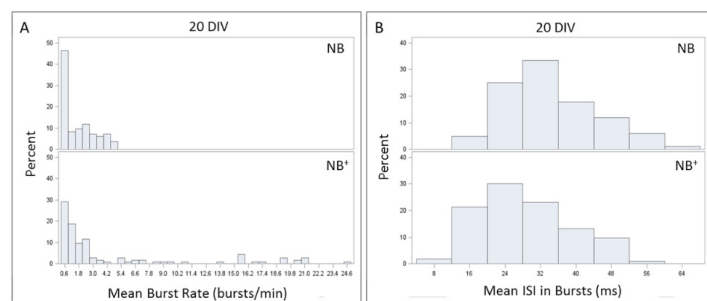 A
20 DIV
NB
50
40
30
20
10
0
Percent
NB+
50
40
30
20
10
0
0.6 1.8 3.0 4.2 5.4 6.6 7.8 9.0 10.2 11.4 12.6 13.8 15.0 16.2 17.4 18.6 19.8 21.0 22.2 23.4 24.6
Mean Burst Rate (bursts/min)
B
20 DIV
NB
40
30
20
10
0
Percent
NB+
40
30
20
10
0
8 16 24 32 40 48 56 64
Mean ISI in Bursts (ms)